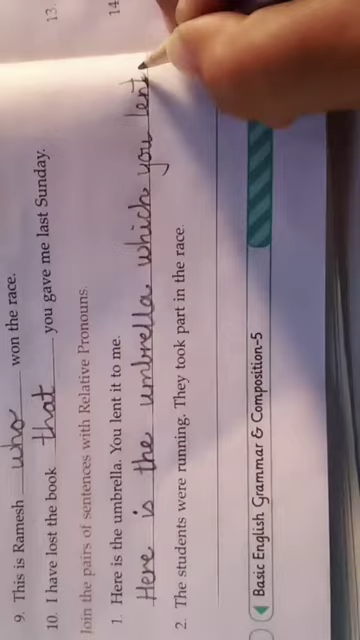 13.
14
9. This is Ramesh who won the race.
10. I have lost the book that you gave me last Sunday.
Join the pairs of sentences with Relative Pronouns.
1. Here is the umbrella. You lent it to me.
Here is the umbrella which you lent
2. The students were running. They took part in the race.
Basic English Grammar & Composition-5